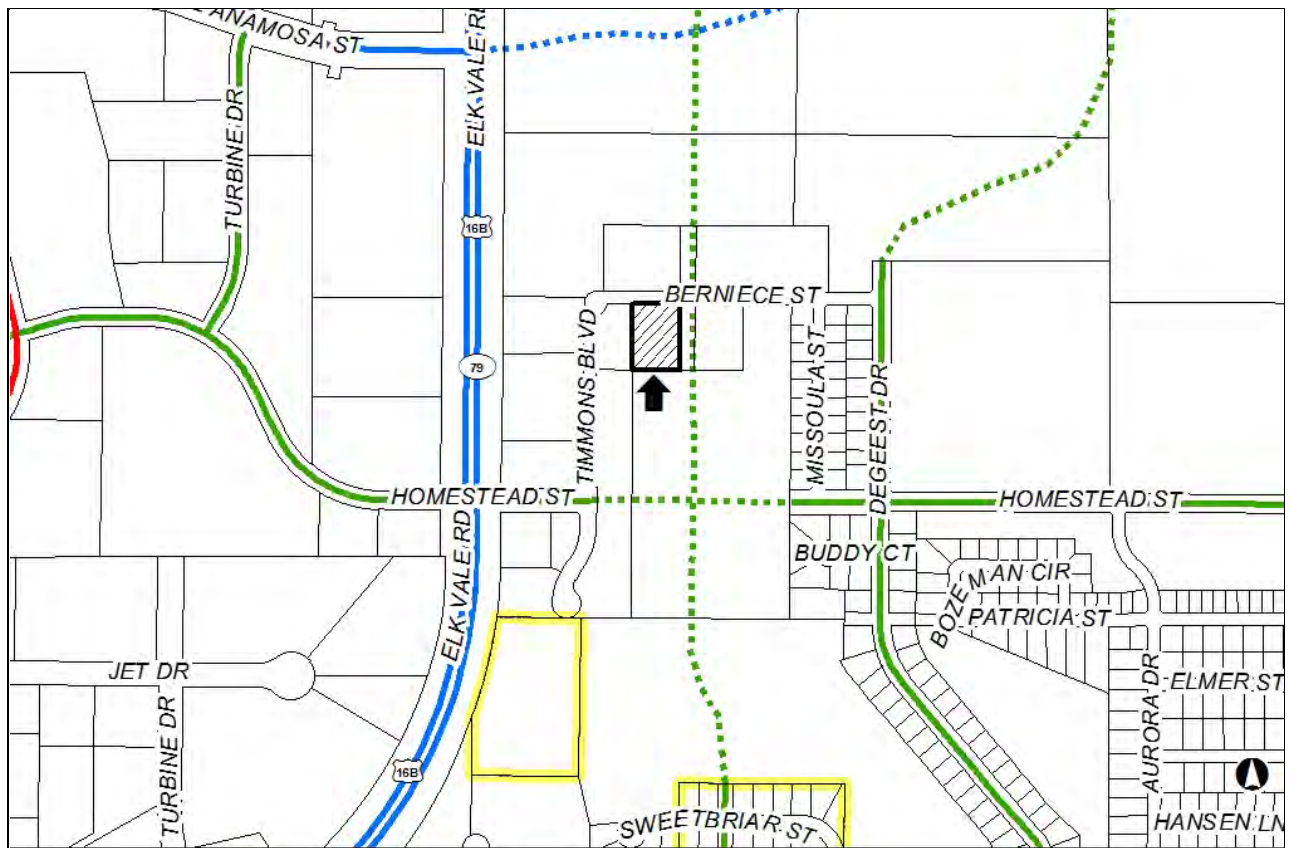 ANAMOSA ST
ELK VALE RD
TURBINE DR
16B
BERNIECE ST
TIMMONS BLVD
MISSOULA ST
DEGEEST DR
79
HOMESTEAD ST
HOMESTEAD ST
ELK VALE RD
BUDDY CT
BOZEMAN CIR
PATRICIA ST
JET DR
ELMER ST
TURBINE DR
AURORA DR
16B
SWEETBRIAR ST
HANSEN LN